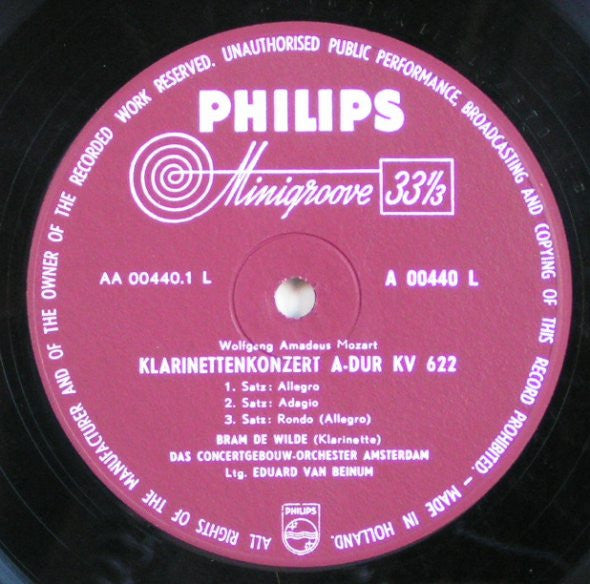 ALL RIGHTS OF THE MANUFACTURER AND OF THE OWNER OF THE RECORDED WORK RESERVED. UNAUTHORISED PUBLIC PERFORMANCE, BROADCASTING AND COPYING OF THIS RECORD PROHIBITED. – MADE IN HOLLAND.
PHILIPS
Minigroove 33⅓
AA 00440.1 L
A 00440 L
Wolfgang Amadeus Mozart
KLARINETTENKONZERT A-DUR KV 622
1. Satz: Allegro
2. Satz: Adagio
3. Satz: Rondo (Allegro)
BRAM DE WILDE (Klarinette)
DAS CONCERTGEBOUW-ORCHESTER AMSTERDAM
Ltg. EDUARD VAN BEINUM
PHILIPS